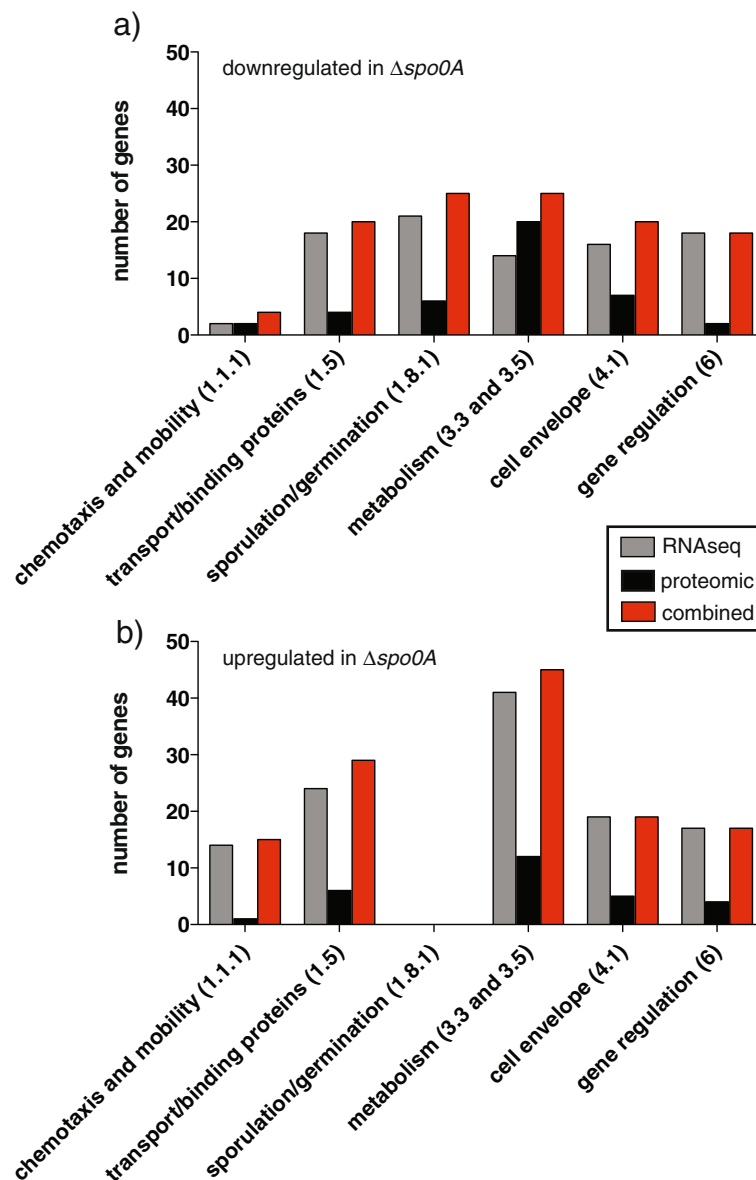 a)
downregulated in Δspo0A
number of genes
50
40
30
20
10
0
chemotaxis and mobility (1.1.1)
transport/binding proteins (1.5)
sporulation/germination (1.8.1)
metabolism (3.3 and 3.5)
cell envelope (4.1)
gene regulation (6)
RNAseq
proteomic
combined
b)
upregulated in Δspo0A
number of genes
50
40
30
20
10
0
chemotaxis and mobility (1.1.1)
transport/binding proteins (1.5)
sporulation/germination (1.8.1)
metabolism (3.3 and 3.5)
cell envelope (4.1)
gene regulation (6)